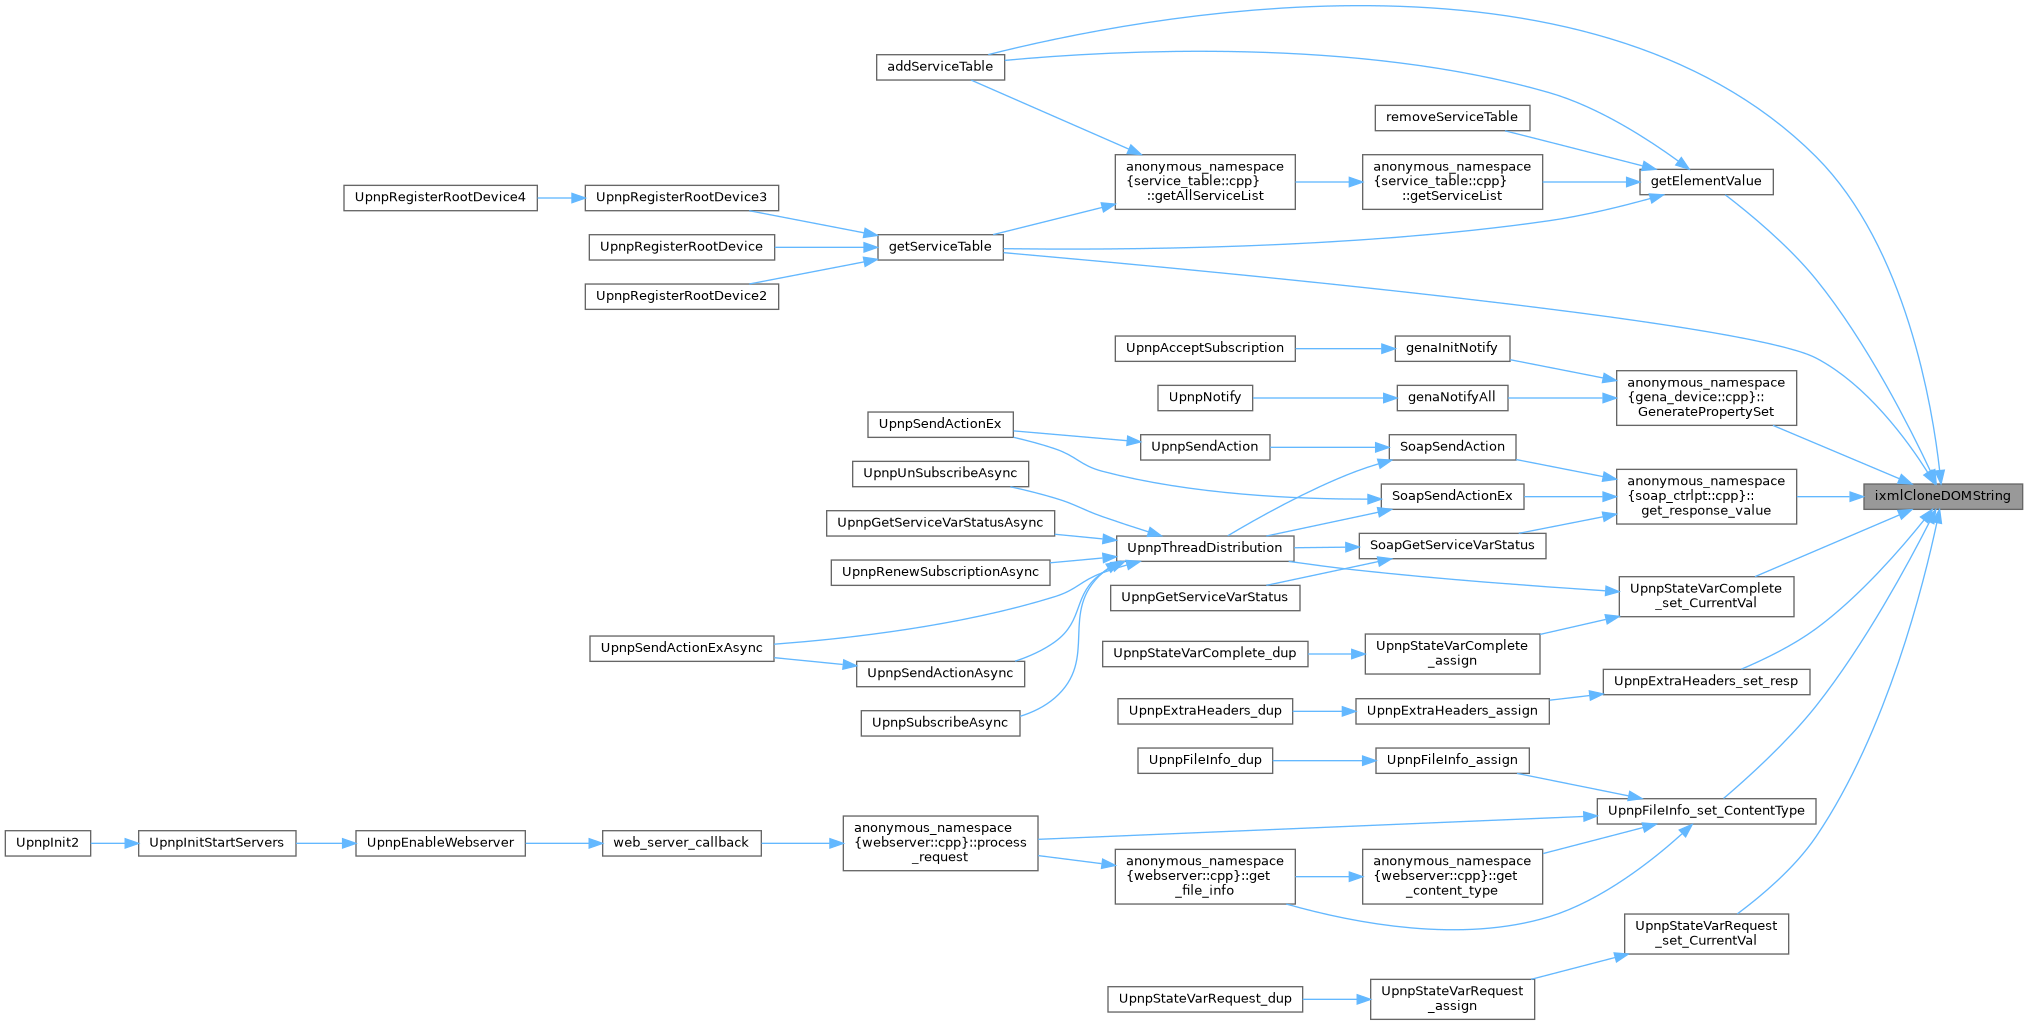 addServiceTable
removeServiceTable
anonymous_namespace
{service_table::cpp}
::getAllServiceList
anonymous_namespace
{service_table::cpp}
::getServiceList
getElementValue
UpnpRegisterRootDevice4
UpnpRegisterRootDevice3
UpnpRegisterRootDevice
getServiceTable
UpnpRegisterRootDevice2
UpnpAcceptSubscription
genaInitNotify
anonymous_namespace
{gena_device::cpp}::
GeneratePropertySet
UpnpNotify
genaNotifyAll
UpnpSendActionEx
UpnpSendAction
SoapSendAction
UpnpUnSubscribeAsync
SoapSendActionEx
anonymous_namespace
{soap_ctrlpt::cpp}::
get_response_value
ixmlCloneDOMString
UpnpGetServiceVarStatusAsync
UpnpThreadDistribution
SoapGetServiceVarStatus
UpnpRenewSubscriptionAsync
UpnpGetServiceVarStatus
UpnpStateVarComplete
_set_CurrentVal
UpnpSendActionExAsync
UpnpSendActionAsync
UpnpStateVarComplete_dup
UpnpStateVarComplete
_assign
UpnpExtraHeaders_set_resp
UpnpSubscribeAsync
UpnpExtraHeaders_dup
UpnpExtraHeaders_assign
UpnpFileInfo_dup
UpnpFileInfo_assign
UpnpFileInfo_set_ContentType
UpnpInit2
UpnpInitStartServers
UpnpEnableWebserver
web_server_callback
anonymous_namespace
{webserver::cpp}::process
_request
anonymous_namespace
{webserver::cpp}::get
_file_info
anonymous_namespace
{webserver::cpp}::get
_content_type
UpnpStateVarRequest
_set_CurrentVal
UpnpStateVarRequest_dup
UpnpStateVarRequest
_assign